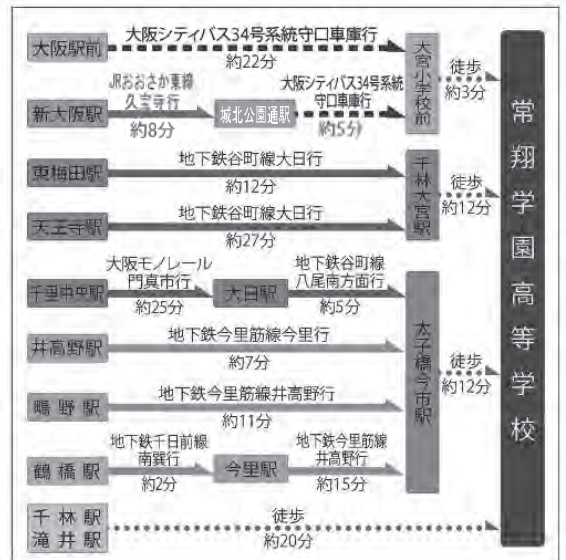 大阪駅前
大阪シティバス34号系統守口車庫行
約22分
大宮小学校前
徒歩
約3分
新大阪駅
JRおおさか東線
久宝寺行
約8分
城北公園通駅
大阪シティバス34号系統
守口車庫行
約5分
東梅田駅
地下鉄谷町線大日行
約12分
千林大宮駅
徒歩
約12分
天王寺駅
地下鉄谷町線大日行
約27分
千里中央駅
大阪モノレール
門真市行
約25分
大日駅
地下鉄谷町線
八尾南方面行
約5分
太子橋今市駅
徒歩
約12分
井高野駅
地下鉄今里筋線今里行
約7分
鴫野駅
地下鉄今里筋線井高野行
約11分
鶴橋駅
地下鉄千日前線
南巽行
約2分
今里駅
地下鉄今里筋線
井高野行
約15分
千林駅
滝井駅
徒歩
約20分
常翔学園高等学校